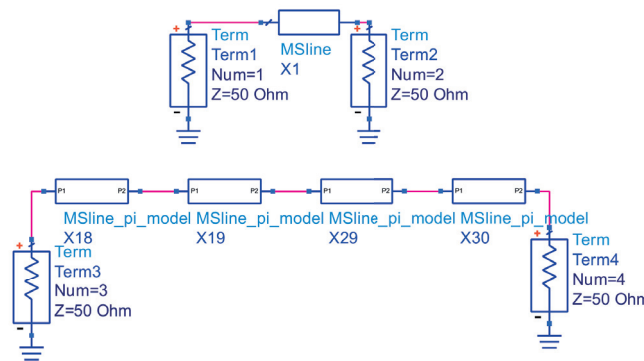 + + Term
Term1
Num=1
Z=50 Ohm
-
MSline
X1
Term
Term2
Num=2
Z=50 Ohm
-
P1 P2 P1 P2 P1 P2 P1 P2
MSline_pi_model MSline_pi_model MSline_pi_model MSline_pi_model
X18 X19 X29 X30
+ Term
Term3
Num=3
Z=50 Ohm
-
+ Term
Term4
Num=4
Z=50 Ohm
-